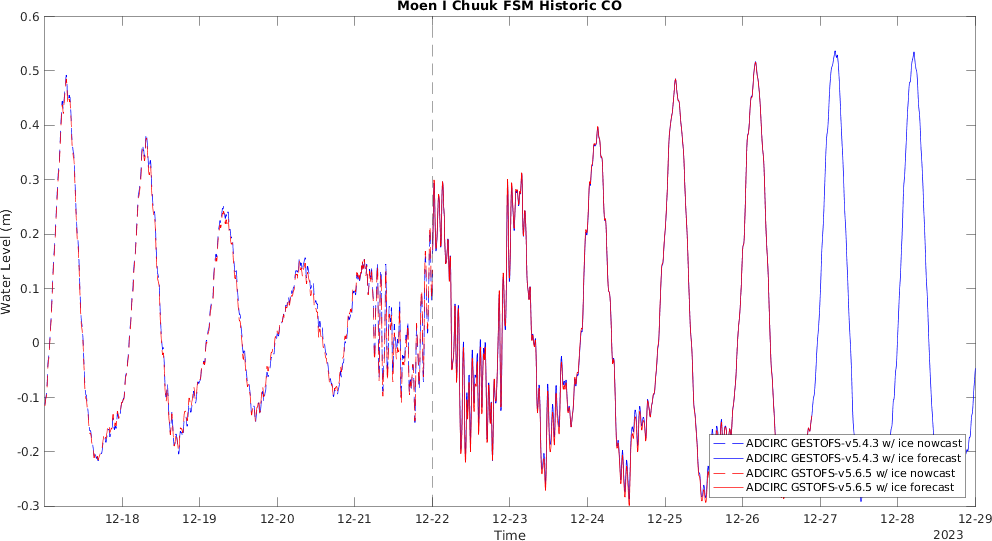 Moen I Chuuk FSM Historic CO
0.6
0.5
0.4
0.3
0.2
0.1
0
-0.1
-0.2
-0.3
Water Level (m)
ADCIRC GESTOFS-v5.4.3 w/ ice nowcast
ADCIRC GESTOFS-v5.4.3 w/ ice forecast
ADCIRC GSTOFS-v5.6.5 w/ ice nowcast
ADCIRC GSTOFS-v5.6.5 w/ ice forecast
12-18 12-19 12-20 12-21 12-22 12-23 12-24 12-25 12-26 12-27 12-28 12-29
Time
2023